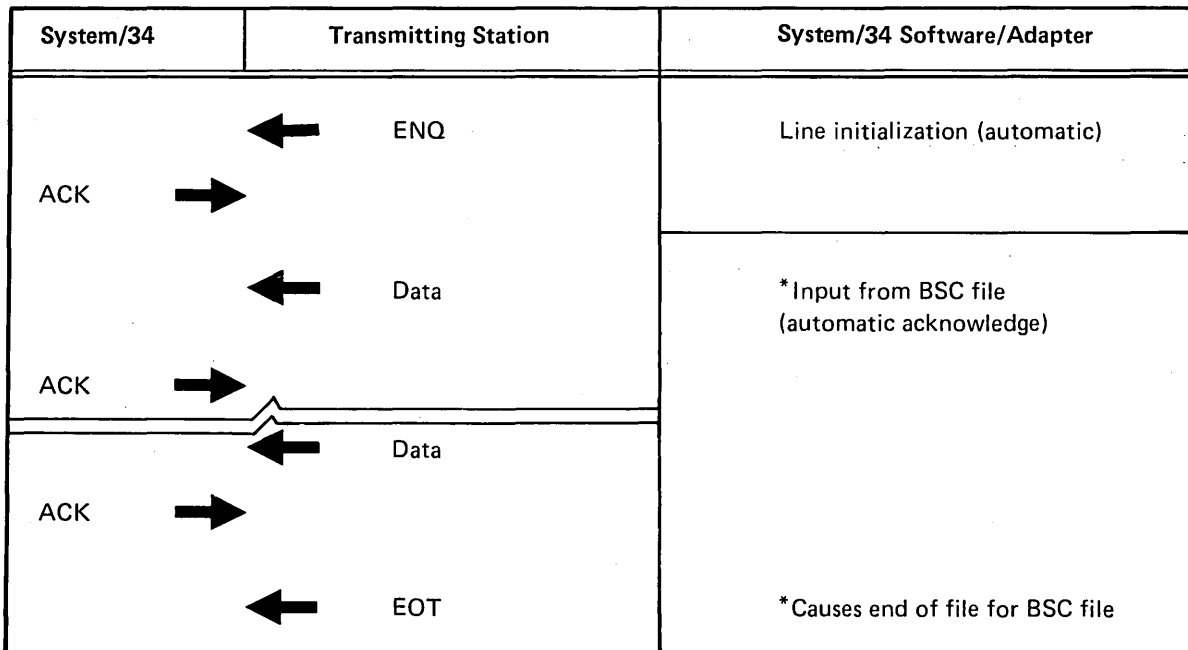 System/34 Transmitting Station System/34 Software/Adapter
ENQ Line initialization (automatic)
ACK
Data *Input from BSC file
(automatic acknowledge)
ACK
Data
ACK
EOT *Causes end of file for BSC file